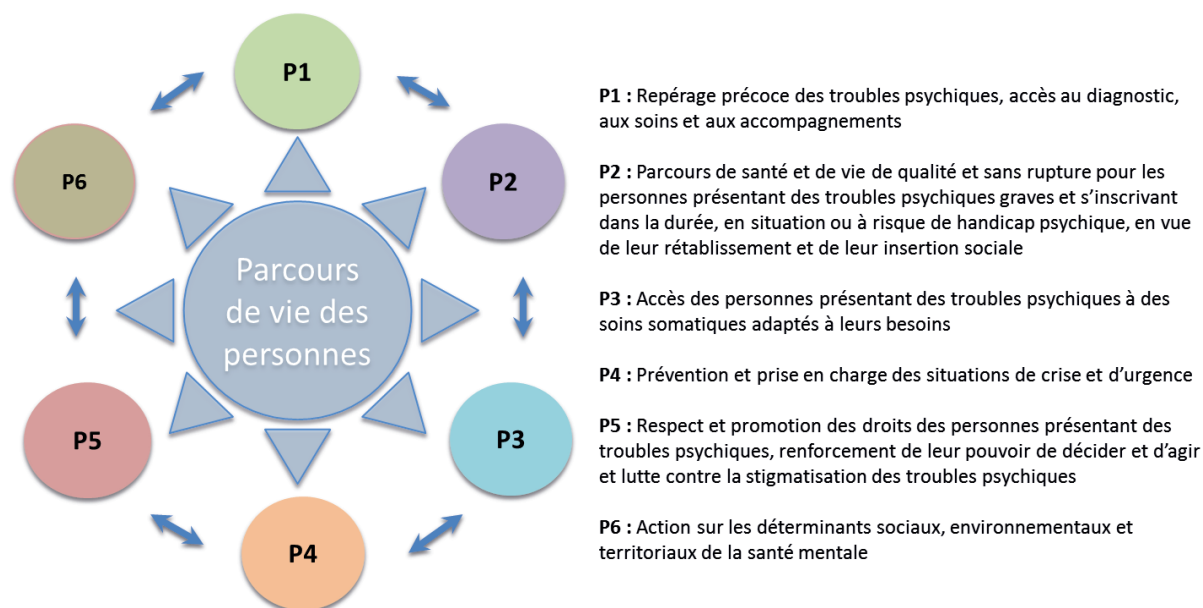 P1
P2
P3
P4
P5
P6
Parcours
de vie des
personnes
P1 : Repérage précoce des troubles psychiques, accès au diagnostic,
aux soins et aux accompagnements
P2 : Parcours de santé et de vie de qualité et sans rupture pour les
personnes présentant des troubles psychiques graves et s’inscrivant
dans la durée, en situation ou à risque de handicap psychique, en vue
de leur rétablissement et de leur insertion sociale
P3 : Accès des personnes présentant des troubles psychiques à des
soins somatiques adaptés à leurs besoins
P4 : Prévention et prise en charge des situations de crise et d’urgence
P5 : Respect et promotion des droits des personnes présentant des
troubles psychiques, renforcement de leur pouvoir de décider et d’agir
et lutte contre la stigmatisation des troubles psychiques
P6 : Action sur les déterminants sociaux, environnementaux et
territoriaux de la santé mentale